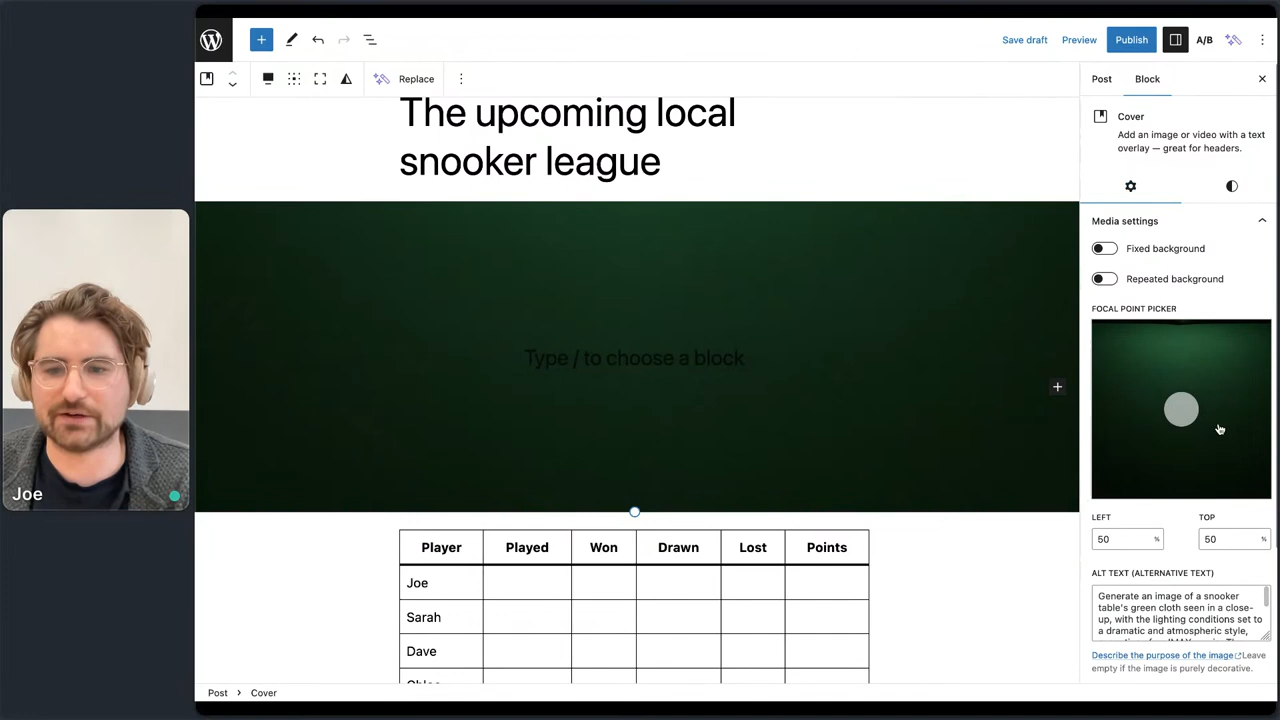 Save draft
Preview
Publish
A/B
Replace
Post
Block
The upcoming local
snooker league
Cover
Add an image or video with a text
overlay — great for headers.
Media settings
Fixed background
Repeated background
FOCAL POINT PICKER
Type / to choose a block
Joe
LEFT
TOP
50 %
50 %
Player Played Won Drawn Lost Points
Joe
Sarah
Dave
ALT TEXT (ALTERNATIVE TEXT)
Generate an image of a snooker
table's green cloth seen in a close-
up, with the lighting conditions set to
a dramatic and atmospheric style,
Describe the purpose of the image Leave
empty if the image is purely decorative.
Post > Cover